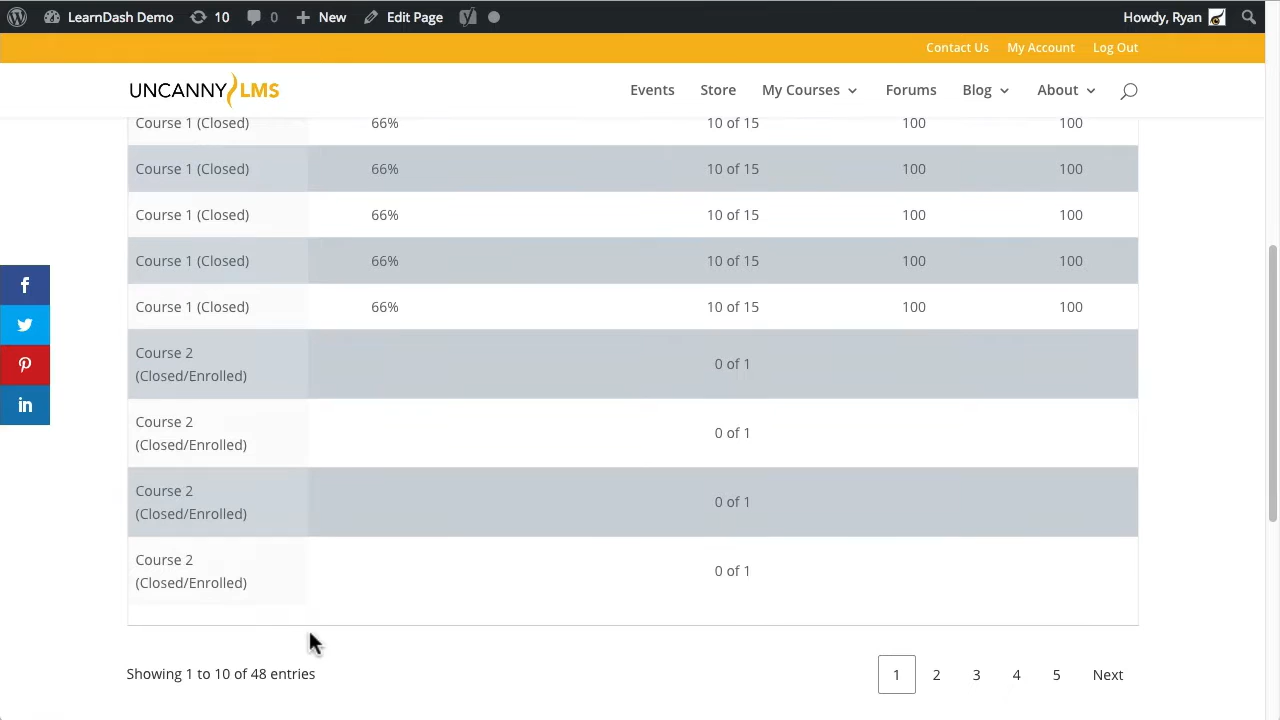 LearnDash Demo 10 0 New Edit Page Howdy, Ryan
Contact Us My Account Log Out
UNCANNY LMS Events Store My Courses Forums Blog About
Course 1 (Closed) 66% 10 of 15 100 100
Course 1 (Closed) 66% 10 of 15 100 100
Course 1 (Closed) 66% 10 of 15 100 100
Course 1 (Closed) 66% 10 of 15 100 100
Course 1 (Closed) 66% 10 of 15 100 100
Course 2
(Closed/Enrolled) 0 of 1
Course 2
(Closed/Enrolled) 0 of 1
Course 2
(Closed/Enrolled) 0 of 1
Course 2
(Closed/Enrolled) 0 of 1
Showing 1 to 10 of 48 entries 1 2 3 4 5 Next